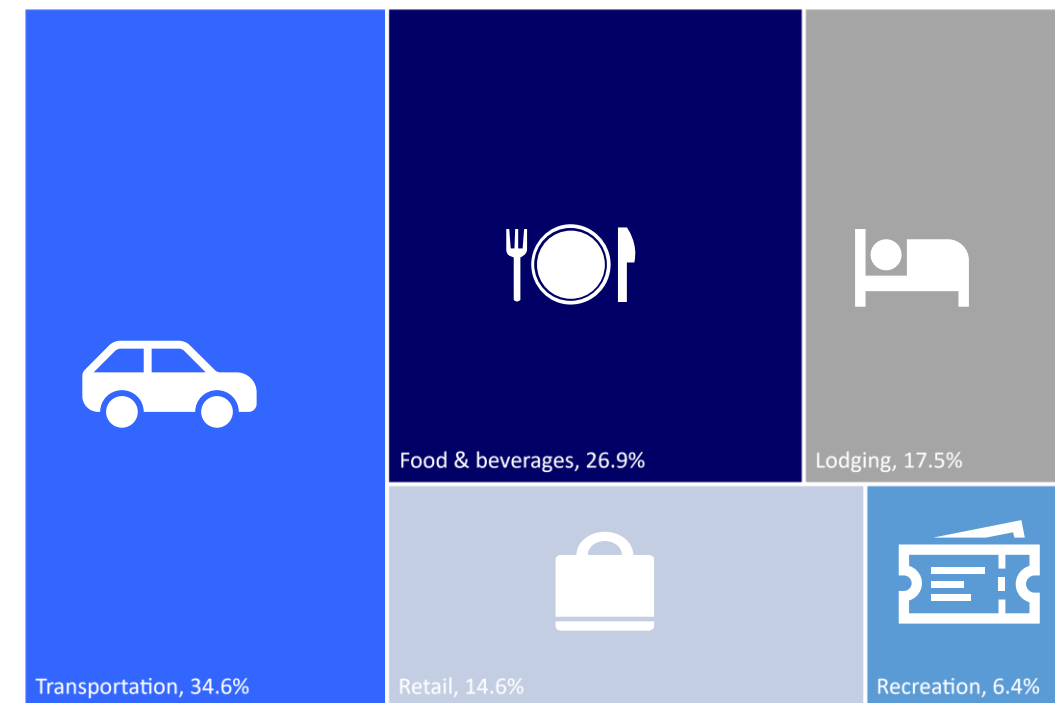 Food & beverages, 26.9%
Lodging, 17.5%
Transportation, 34.6%
Retail, 14.6%
Recreation, 6.4%